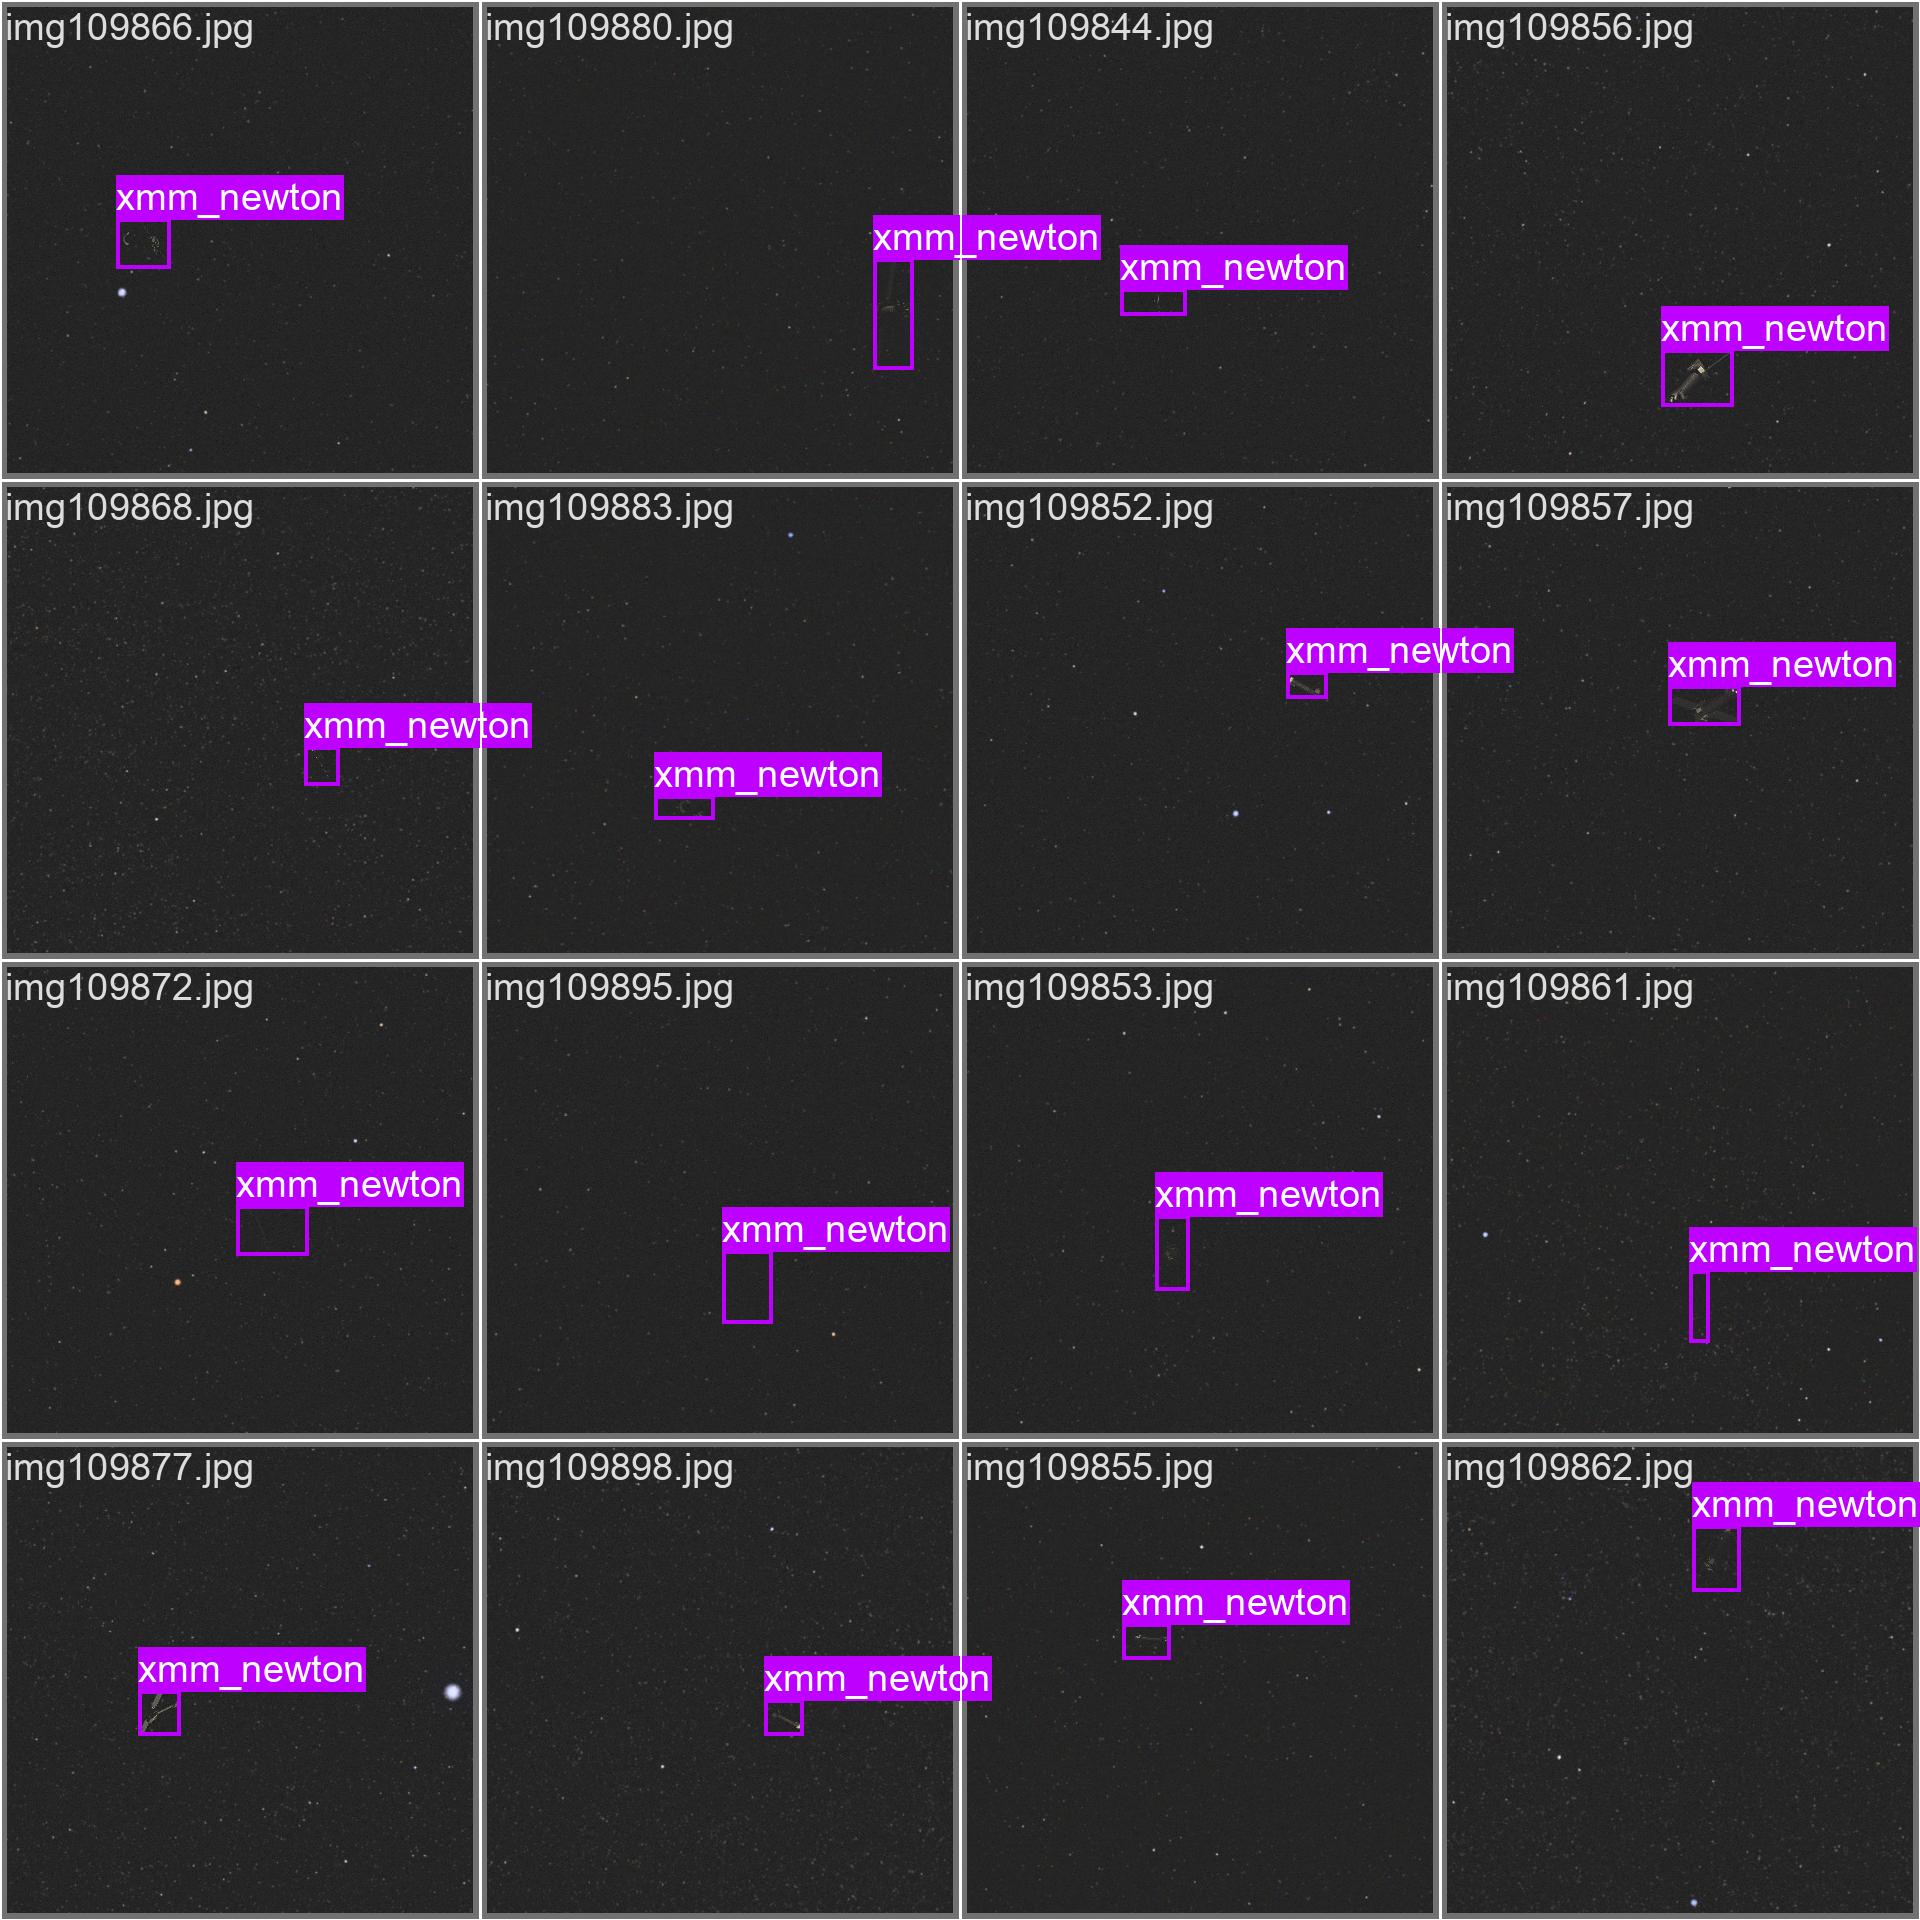 img109866.jpg
xmm_newton
img109880.jpg
xmm_newton
img109844.jpg
xmm_newton
img109856.jpg
xmm_newton
img109868.jpg
xmm_newton
img109883.jpg
xmm_newton
img109852.jpg
xmm_newton
img109857.jpg
xmm_newton
img109872.jpg
xmm_newton
img109895.jpg
xmm_newton
img109853.jpg
xmm_newton
img109861.jpg
xmm_newton
img109877.jpg
xmm_newton
img109898.jpg
xmm_newton
img109855.jpg
xmm_newton
img109862.jpg
xmm_newton